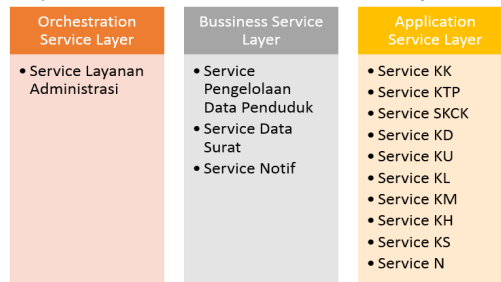 Orchestration
Service Layer
• Service Layanan
Administrasi
Bussiness Service
Layer
• Service
Pengelolaan
Data Penduduk
• Service Data
Surat
• Service Notif
Application
Service Layer
• Service KK
• Service KTP
• Service SKCK
• Service KD
• Service KU
• Service KL
• Service KM
• Service KH
• Service KS
• Service N